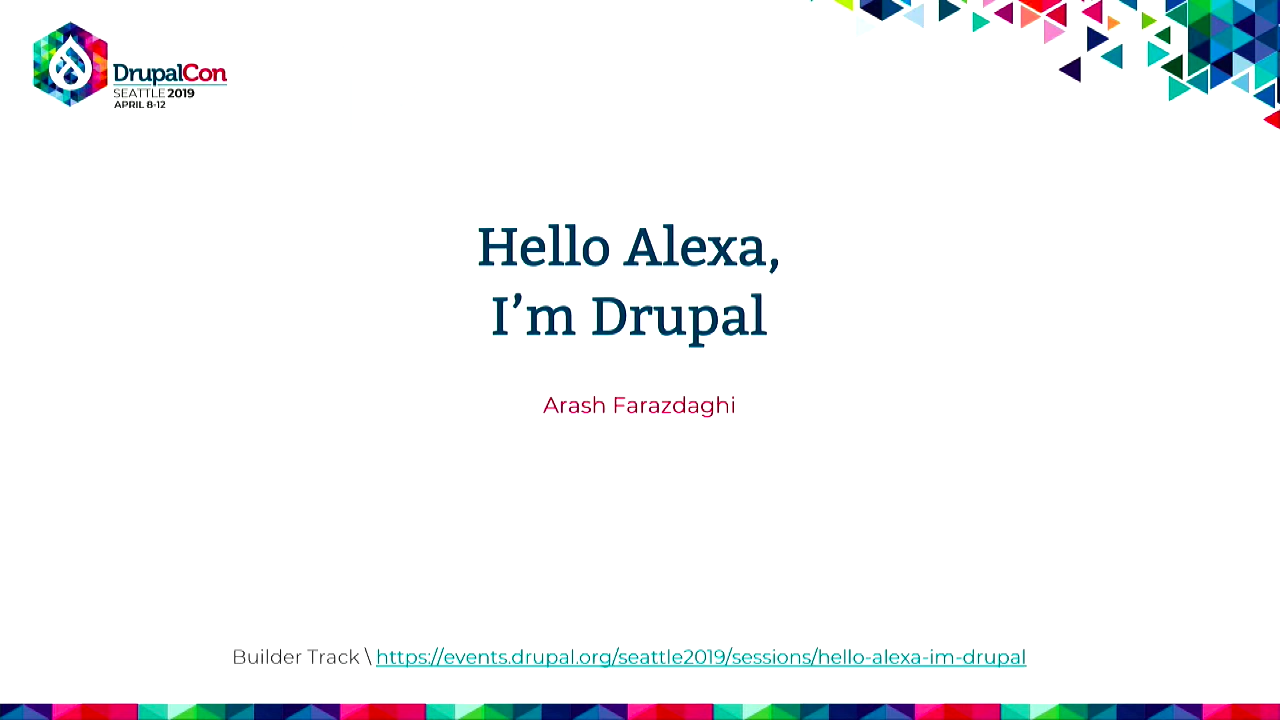 DrupalCon
SEATTLE 2019
APRIL 8-12
Hello Alexa,
I’m Drupal
Arash Farazdaghi
Builder Track \ https://events.drupal.org/seattle2019/sessions/hello-alexa-im-drupal